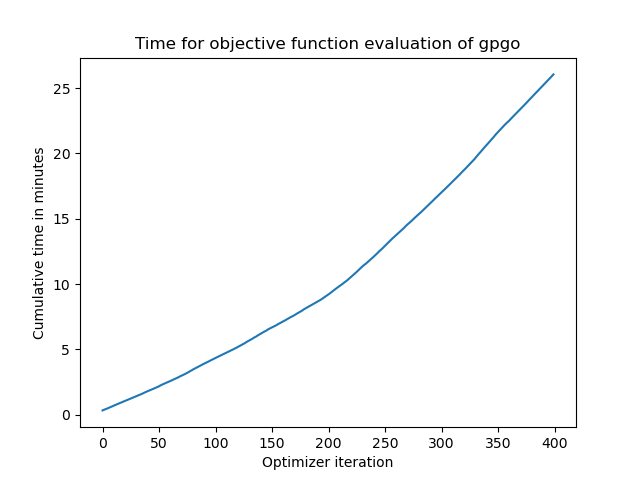 Time for objective function evaluation of gpgo
25
20
15
10
5
0
Cumulative time in minutes
0 50 100 150 200 250 300 350 400
Optimizer iteration